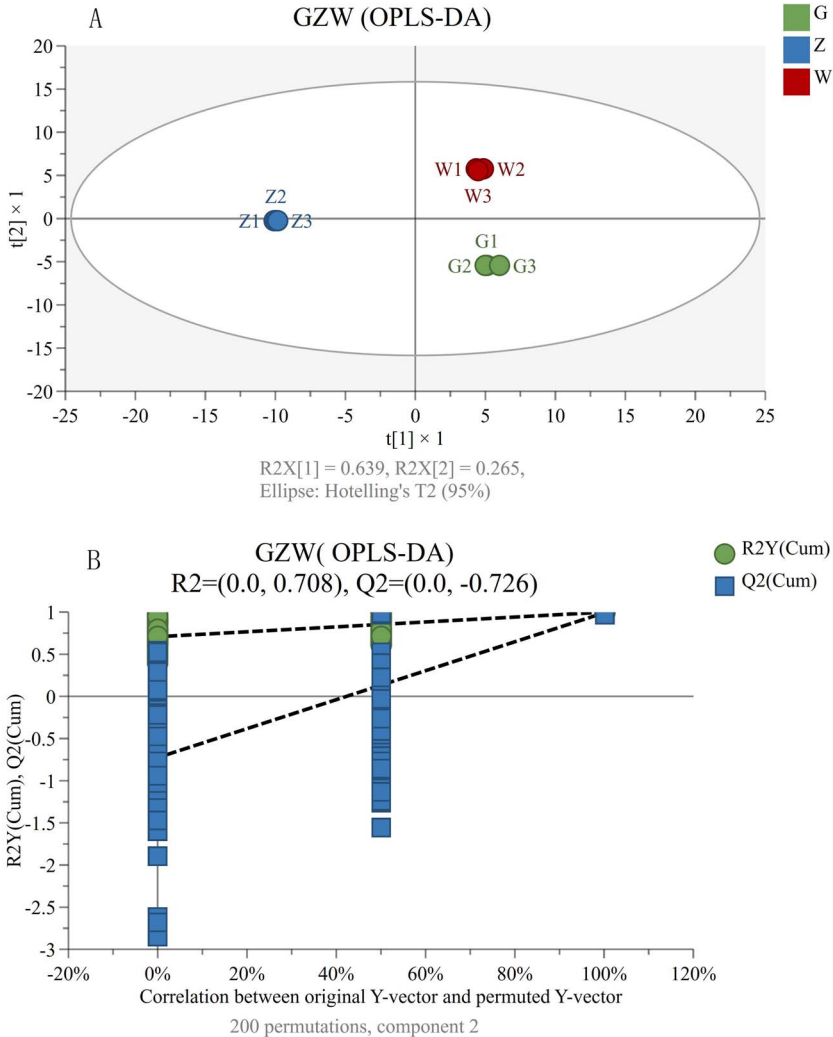 A
GZW (OPLS-DA)
G
Z
W
20
15
10
5
0
-5
-10
-15
-20
t[2] × 1
W1 W2
W3
Z2
Z1 Z3
G1
G2 G3
-25 -20 -15 -10 -5 0 5 10 15 20 25
t[1] × 1
R2X[1] = 0.639, R2X[2] = 0.265,
Ellipse: Hotelling's T2 (95%)
B
GZW( OPLS-DA)
R2=(0.0, 0.708), Q2=(0.0, -0.726)
R2Y(Cum)
Q2(Cum)
1
0.5
0
-0.5
-1
-1.5
-2
-2.5
-3
R2Y(Cum), Q2(Cum)
-20% 0% 20% 40% 60% 80% 100% 120%
Correlation between original Y-vector and permuted Y-vector
200 permutations, component 2